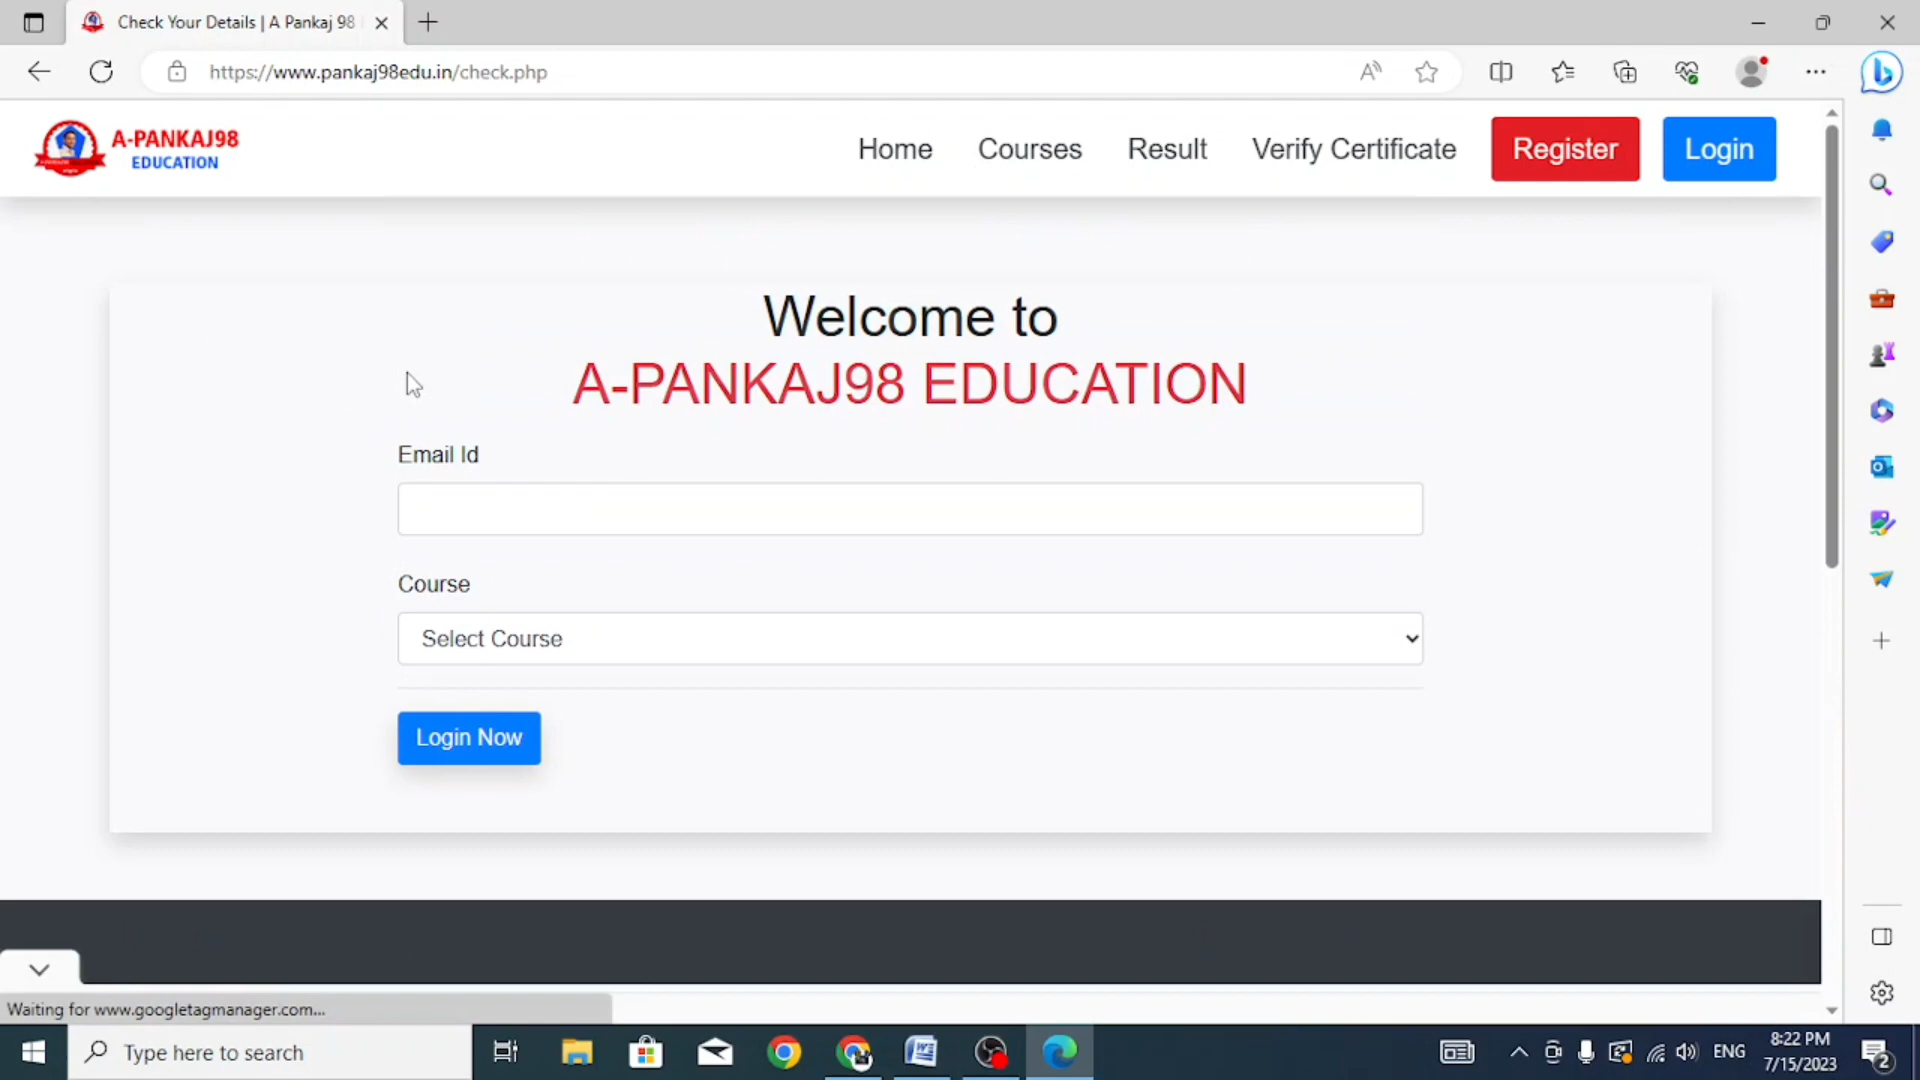 Check Your Details | A Pankaj 98
https://www.pankaj98edu.in/check.php
A-PANKAJ98
EDUCATION
Home
Courses
Result
Verify Certificate
Register
Login
Welcome to
A-PANKAJ98 EDUCATION
Email Id
Course
Select Course
Login Now
Waiting for www.googletagmanager.com...
Type here to search
ENG
8:22 PM
7/15/2023
2